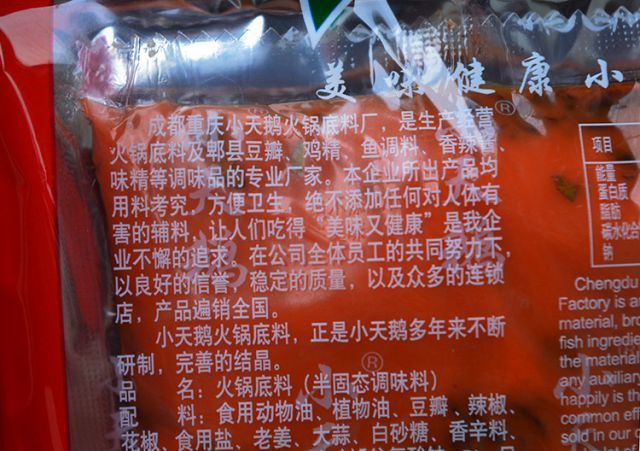 美味健康小
成都重庆小天鹅火锅底料厂，是生产经营
火锅底料及郫县豆瓣、鸡精、鱼调料、香辣酱、
味精等调味品的专业厂家。本企业所出产品均
用料考究，方便卫生，绝不添加任何对人体有
害的辅料，让人们吃得“美味又健康”是我企
业不懈的追求。在公司全体员工的共同努力下，
以良好的信誉，稳定的质量，以及众多的连锁
店，产品遍销全国。
小天鹅火锅底料，正是小天鹅多年来不断
研制，完善的结晶。
品 名：火锅底料（半固态调味料）
配 料：食用动物油、植物油、豆瓣、辣椒、
花椒、食用盐、老姜、大蒜、白砂糖、香辛料、
项目
能量
蛋白质
脂肪
碳水化合
钠
Chengdu
Factory is a
material, br
fish ingredie
the material
any auxilian
happily is th
common ef
sold in our